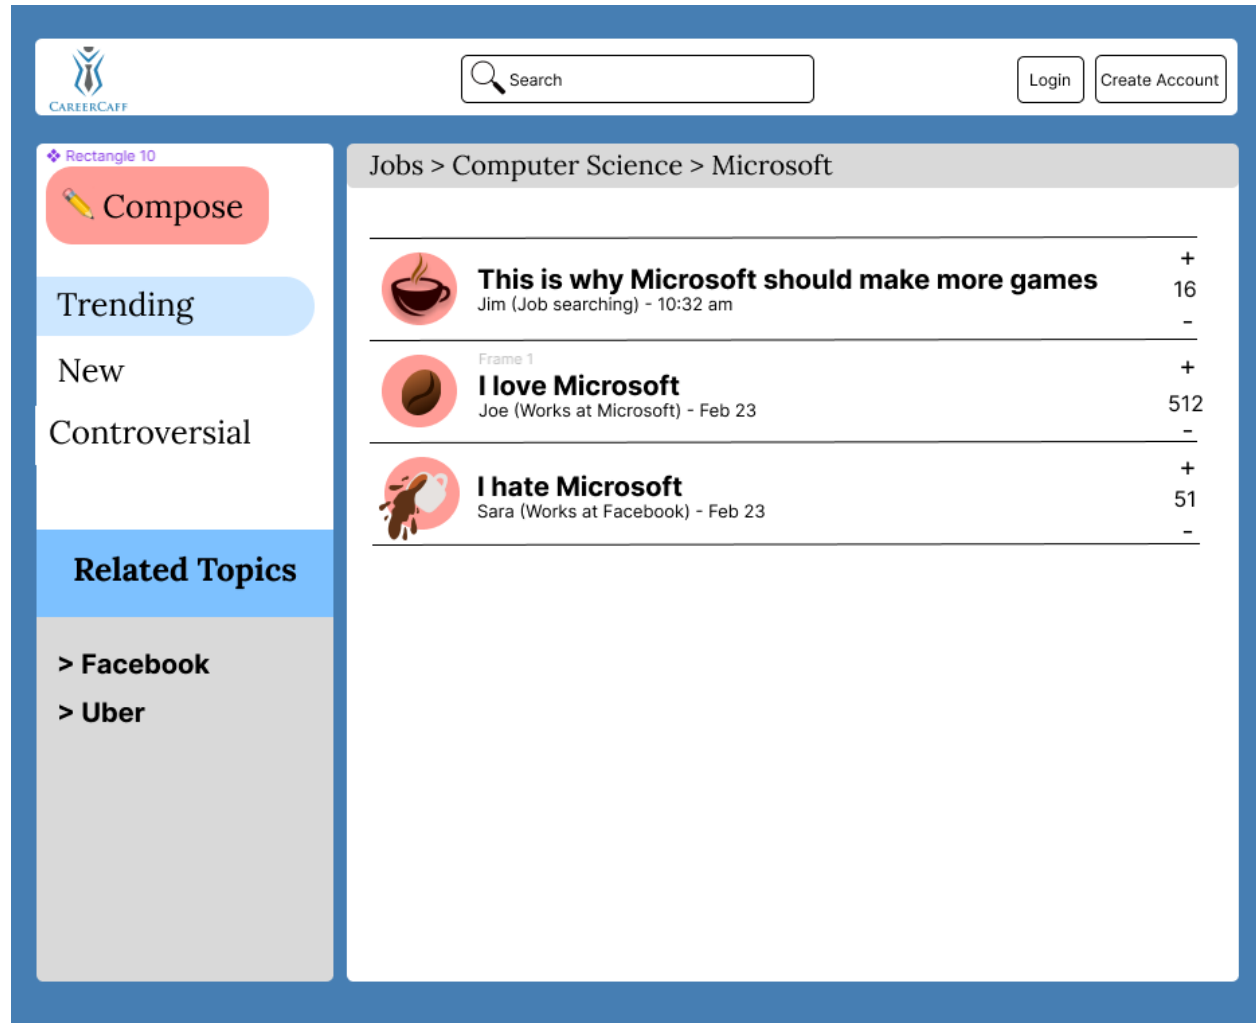 CAREERCAFF
Search
Login
Create Account
Rectangle 10
Compose
Trending
New
Controversial
Related Topics
> Facebook
> Uber
Jobs > Computer Science > Microsoft
This is why Microsoft should make more games
Jim (Job searching) - 10:32 am
+
16
-
Frame 1
I love Microsoft
Joe (Works at Microsoft) - Feb 23
+
512
-
I hate Microsoft
Sara (Works at Facebook) - Feb 23
+
51
-